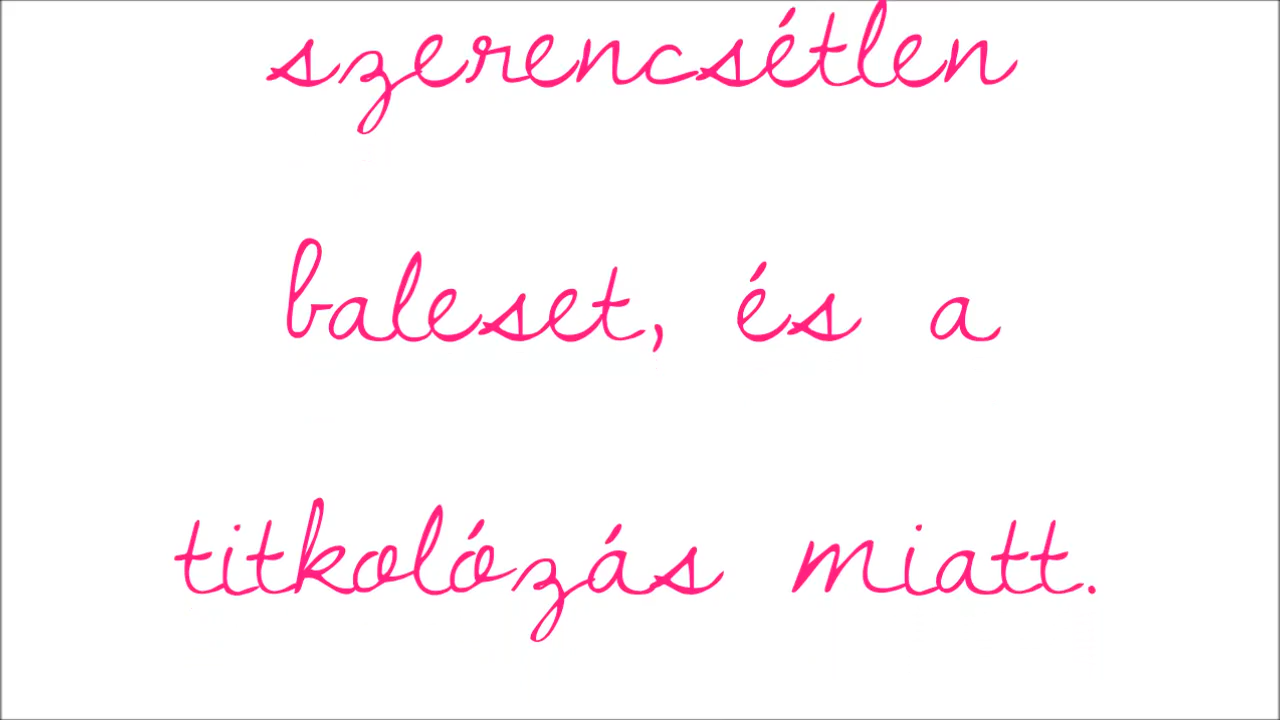 szerencsétlen
baleset, és a
titkolózás miatt.